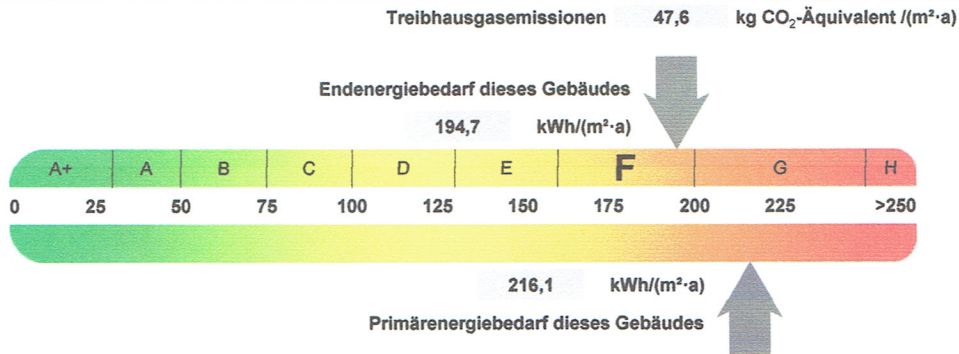 Treibhausgasemissionen 47,6 kg CO₂-Äquivalent /(m²·a)
Endenergiebedarf dieses Gebäudes
194,7 kWh/(m²·a)
A+ A B C D E F G H
0 25 50 75 100 125 150 175 200 225 >250
216,1 kWh/(m²·a)
Primärenergiebedarf dieses Gebäudes